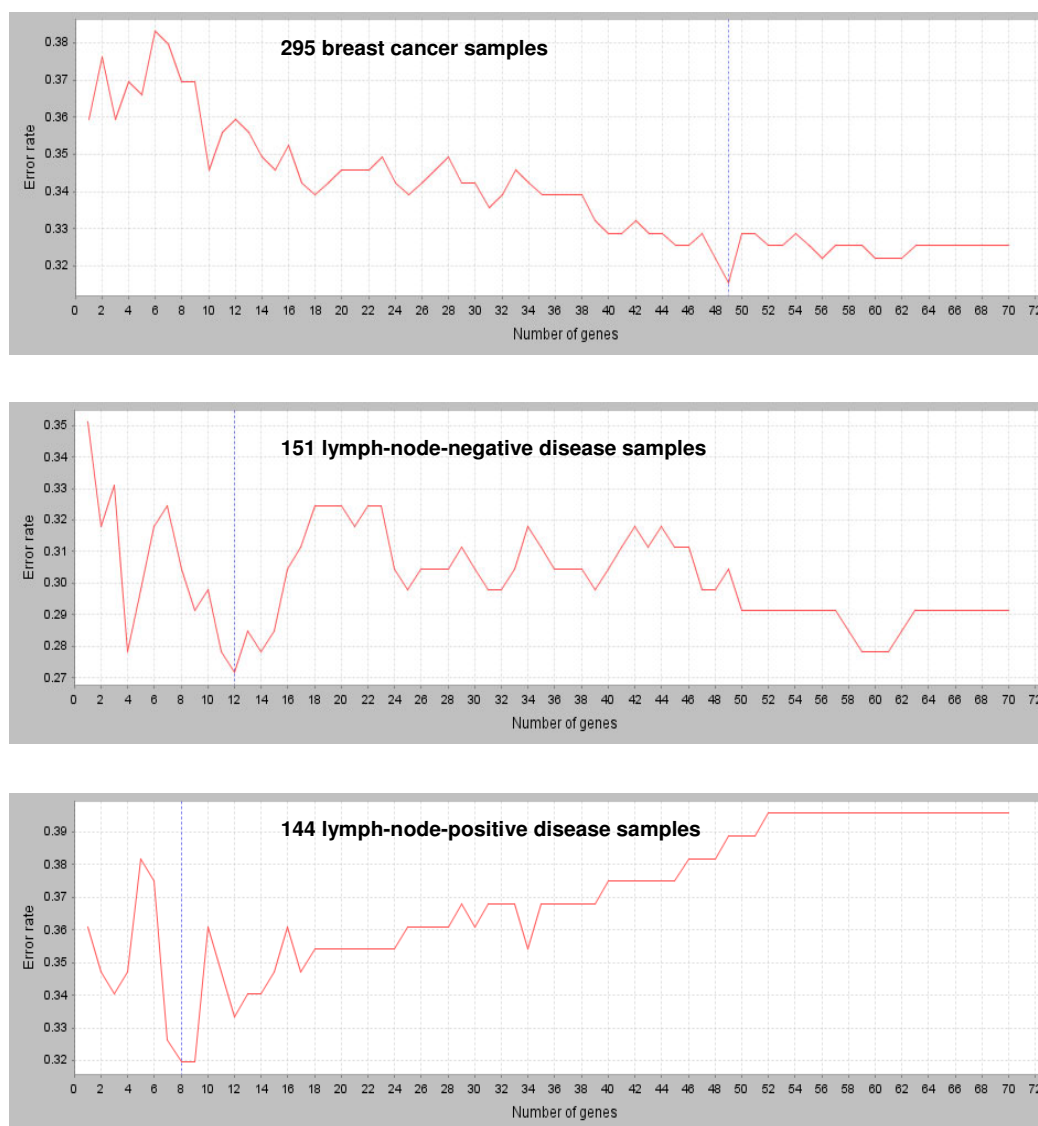 295 breast cancer samples
0.38
0.37
0.36
0.35
0.34
0.33
0.32
Error rate
0 2 4 6 8 10 12 14 16 18 20 22 24 26 28 30 32 34 36 38 40 42 44 46 48 50 52 54 56 58 60 62 64 66 68 70 72
Number of genes
151 lymph-node-negative disease samples
0.35
0.34
0.33
0.32
0.31
0.30
0.29
0.28
0.27
Error rate
0 2 4 6 8 10 12 14 16 18 20 22 24 26 28 30 32 34 36 38 40 42 44 46 48 50 52 54 56 58 60 62 64 66 68 70 72
Number of genes
144 lymph-node-positive disease samples
0.39
0.38
0.37
0.36
0.35
0.34
0.33
0.32
Error rate
0 2 4 6 8 10 12 14 16 18 20 22 24 26 28 30 32 34 36 38 40 42 44 46 48 50 52 54 56 58 60 62 64 66 68 70 72
Number of genes